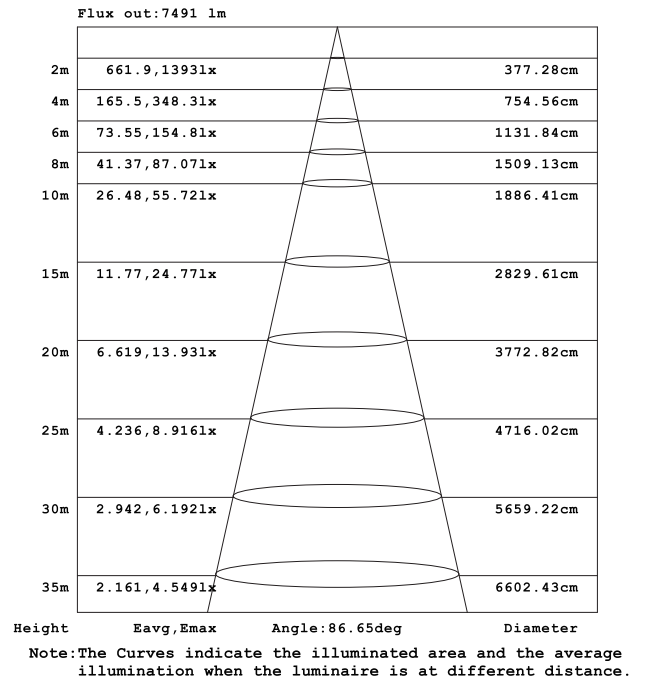 Flux out:7491 lm
2m 661.9,1393lx 377.28cm
4m 165.5,348.3lx 754.56cm
6m 73.55,154.8lx 1131.84cm
8m 41.37,87.07lx 1509.13cm
10m 26.48,55.72lx 1886.41cm
15m 11.77,24.77lx 2829.61cm
20m 6.619,13.93lx 3772.82cm
25m 4.236,8.916lx 4716.02cm
30m 2.942,6.192lx 5659.22cm
35m 2.161,4.549lx 6602.43cm
Height Eavg,Emax Angle:86.65deg Diameter
Note:The Curves indicate the illuminated area and the average
illumination when the luminaire is at different distance.